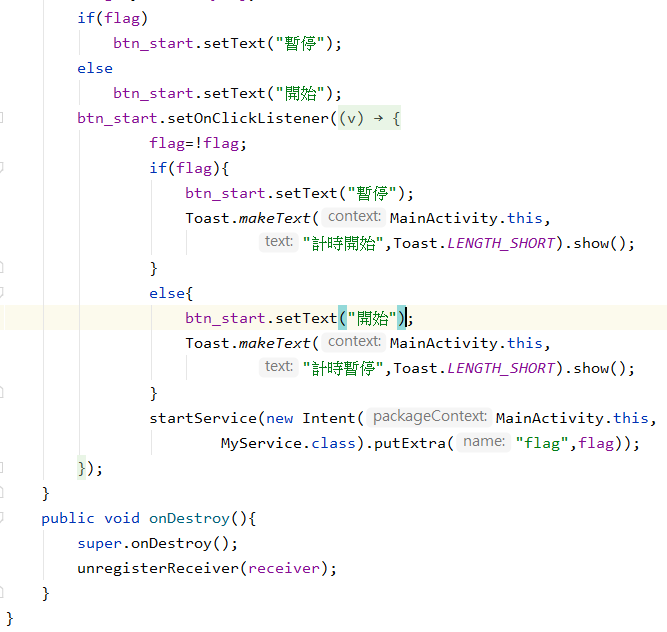 if(flag)
btn_start.setText("暫停");
else
btn_start.setText("開始");
btn_start.setOnClickListener((v) → {
flag=!flag;
if(flag){
btn_start.setText("暫停");
Toast.makeText( context: MainActivity.this,
text: "計時開始",Toast.LENGTH_SHORT).show();
}
else{
btn_start.setText("開始");
Toast.makeText( context: MainActivity.this,
text: "計時暫停",Toast.LENGTH_SHORT).show();
}
startService(new Intent( packageContext: MainActivity.this,
MyService.class).putExtra( name: "flag",flag));
});
}
public void onDestroy(){
super.onDestroy();
unregisterReceiver(receiver);
}
}